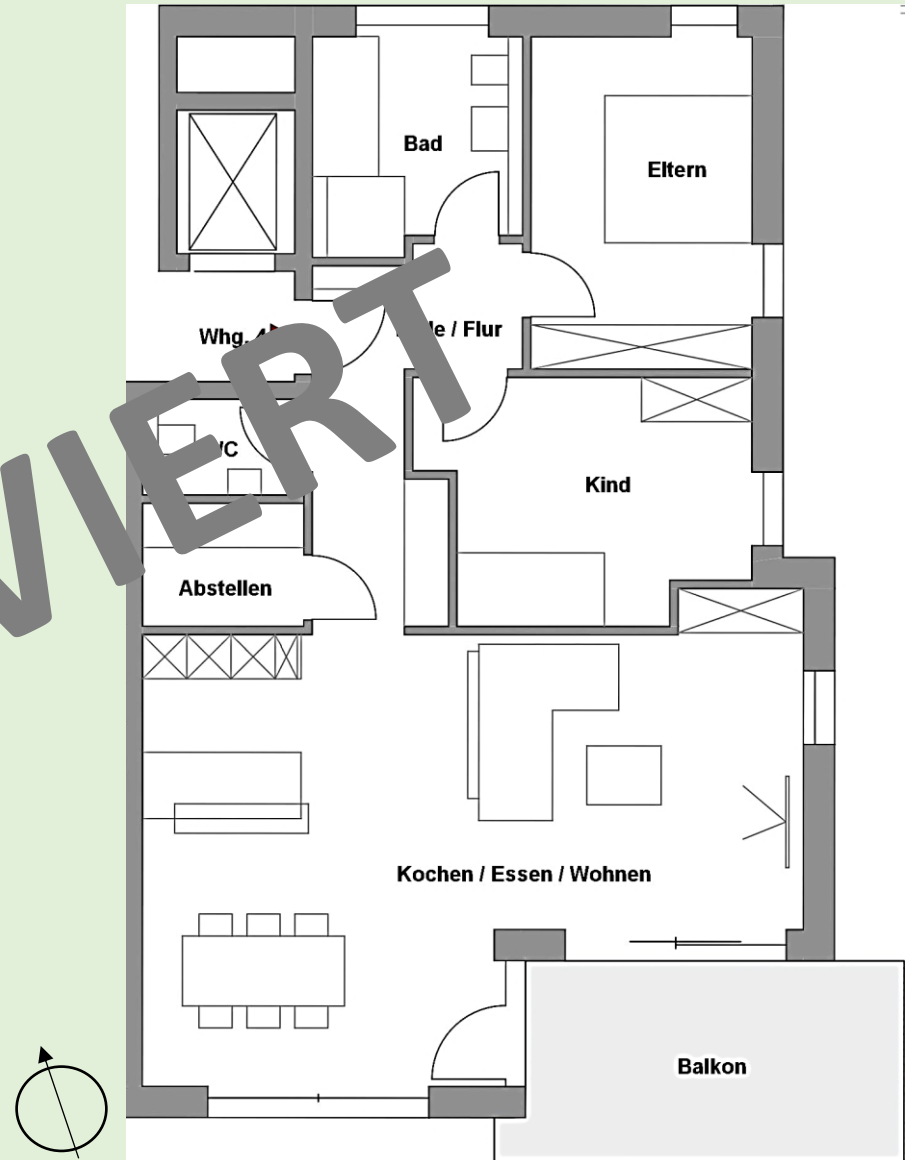 Bad
Eltern
Whg. 4
/ Flur
VIERT
Kind
Abstellen
Kochen / Essen / Wohnen
Balkon